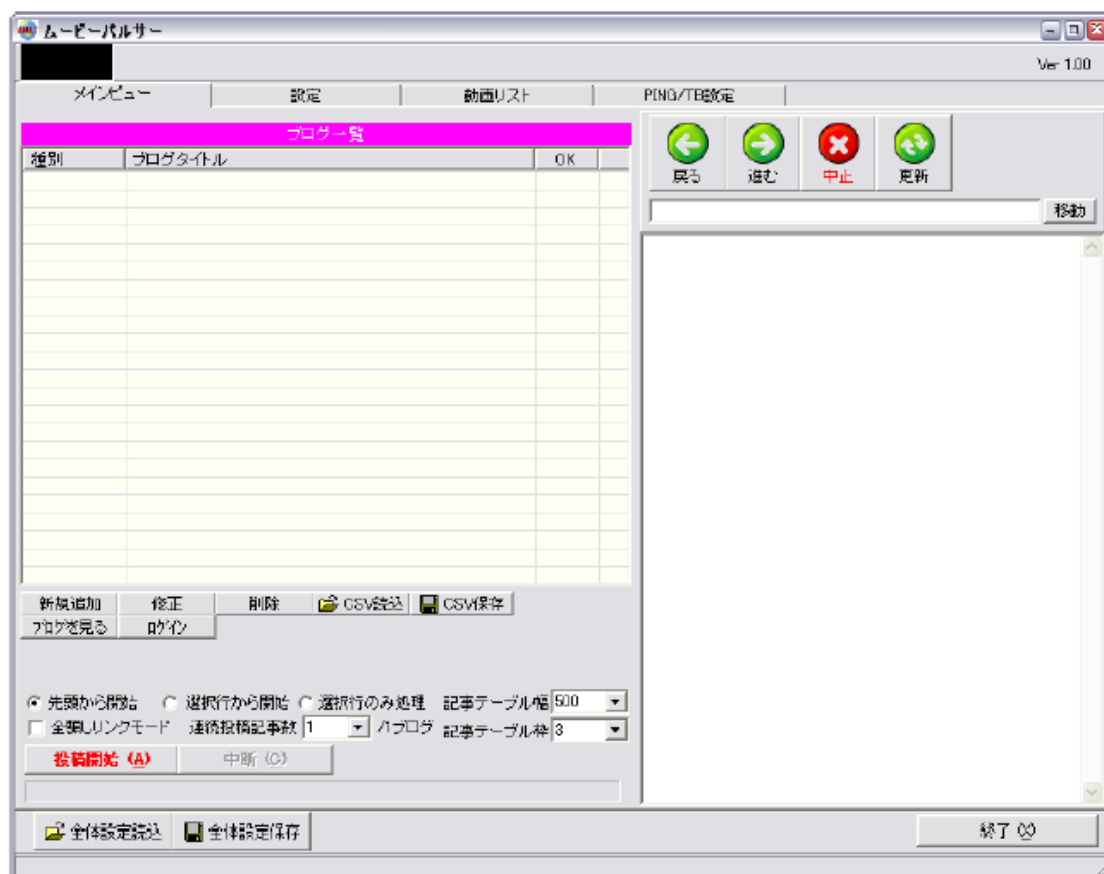 ムービーパルサー
Ver 1.00
メインビュー 設定 動画リスト PING/TB設定
ブログ一覧
種別 ブログタイトル OK
戻る 進む 中止 更新
移動
新規追加 修正 削除 CSV読込 CSV保存
ブログを見る ログイン
先頭から開始 選択行から開始 選択行のみ処理 記事テーブル幅 500
全隠しリンクモード 連続投稿記事数 1 /1ブログ 記事テーブル枠 3
投稿開始 (A) 中断 (C)
全体設定読込 全体設定保存 終了 (X)